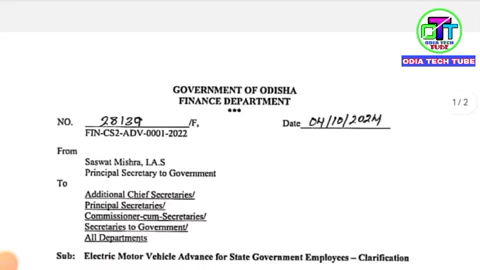 ODIA TECH
TUBE
ODIA TECH TUBE
1/2
GOVERNMENT OF ODISHA
FINANCE DEPARTMENT
***
NO. 28139 /F, Date 04/10/2024
FIN-CS2-ADV-0001-2022
From
Saswat Mishra, I.A.S
Principal Secretary to Government
To
Additional Chief Secretaries/
Principal Secretaries/
Commissioner-cum-Secretaries/
Secretaries to Government/
All Departments
Sub: Electric Motor Vehicle Advance for State Government Employees – Clarification